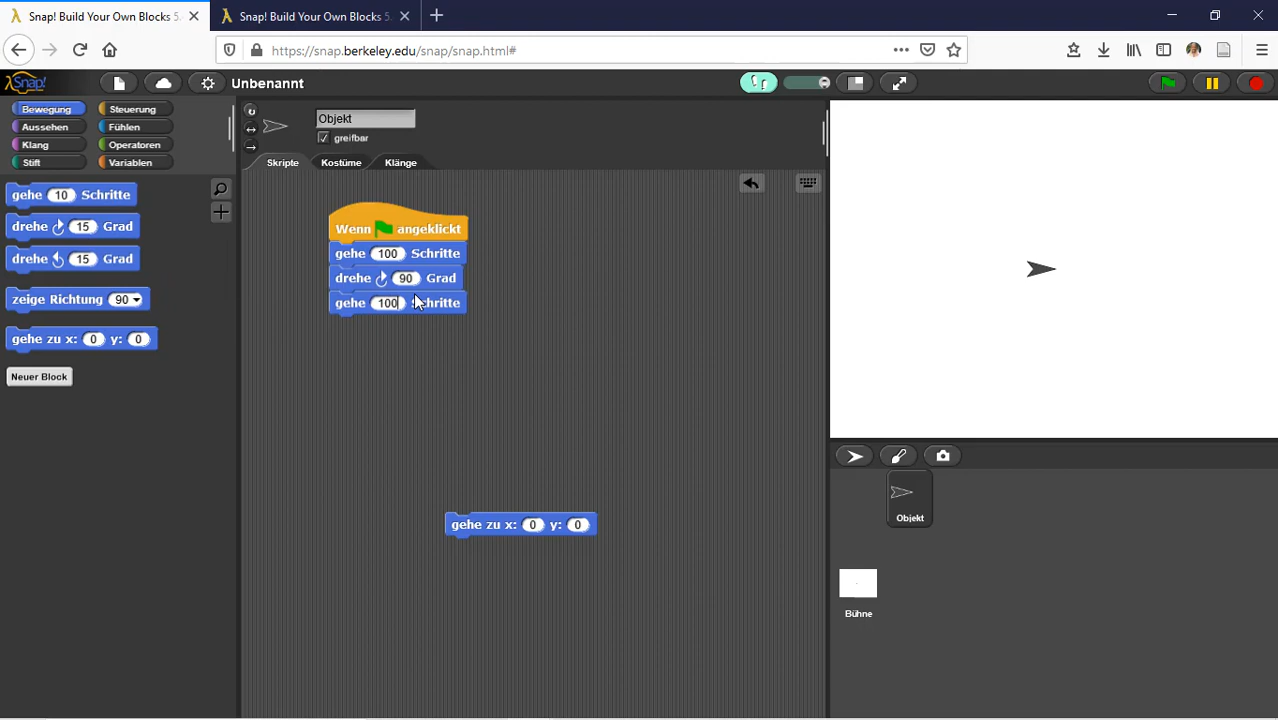 Snap! Build Your Own Blocks 5.
Snap! Build Your Own Blocks 5.
https://snap.berkeley.edu/snap/snap.html#
Snap!
Unbenannt
Bewegung
Steuerung
Aussehen
Fühlen
Klang
Operatoren
Stift
Variablen
gehe 10 Schritte
drehe 15 Grad
drehe 15 Grad
zeige Richtung 90
gehe zu x: 0 y: 0
Neuer Block
Objekt
greifbar
Skripte
Kostüme
Klänge
Wenn angeklickt
gehe 100 Schritte
drehe 90 Grad
gehe 100 Schritte
gehe zu x: 0 y: 0
Objekt
Bühne